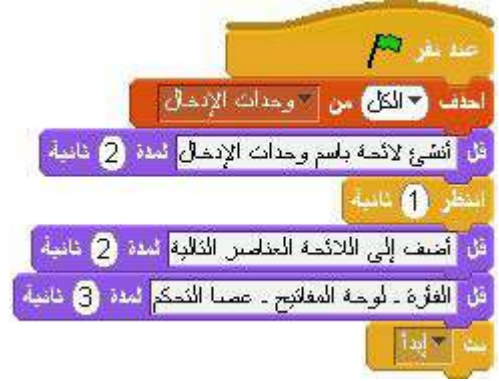 عند نقر
احذف الكل من وحدات الإدخال
قل أنشئ لائحة باسم وحدات الإدخال لمدة 2 ثانية
انتظر 1 ثانية
قل أضف إلى اللائحة العناصر التالية لمدة 2 ثانية
قل الفأرة - لوحة المفاتيح - عصا التحكم لمدة 3 ثانية
بث إبدأ